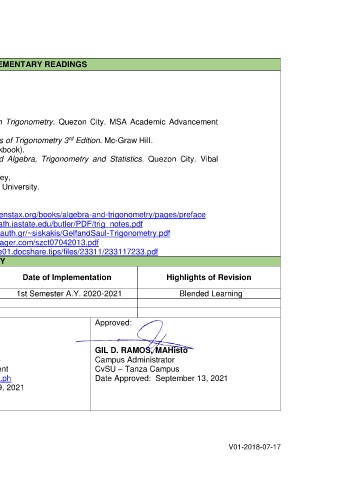 EMENTARY READINGS
n Trigonometry. Quezon City. MSA Academic Advancement
s of Trigonometry 3rd Edition. Mc-Graw Hill.
kbook).
d Algebra, Trigonometry and Statistics. Quezon City. Vibal
ey.
University.
enstax.org/books/algebra-and-trigonometry/pages/preface
ath.iastate.edu/butler/PDF/trig_notes.pdf
auth.gr/~siskakis/GelfandSaul-Trigonometry.pdf
ager.com/szct07042013.pdf
e01.docshare.tips/files/23311/233117233.pdf
Y
Date of Implementation Highlights of Revision
1st Semester A.Y. 2020-2021 Blended Learning
Approved:
GIL D. RAMOS, MAHisto
Campus Administrator
ent CvSU – Tanza Campus
.ph Date Approved: September 13, 2021
9, 2021
V01-2018-07-17